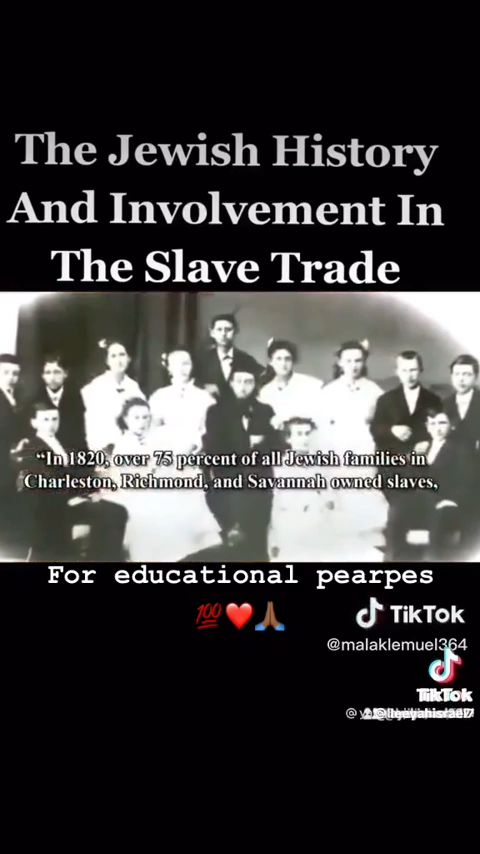 The Jewish History
And Involvement In
The Slave Trade
“In 1820, over 75 percent of all Jewish families in
Charleston, Richmond, and Savannah owned slaves,
For educational pearpes
💯❤️🙏🏾
TikTok
@malaklemuel364
TikTok
@